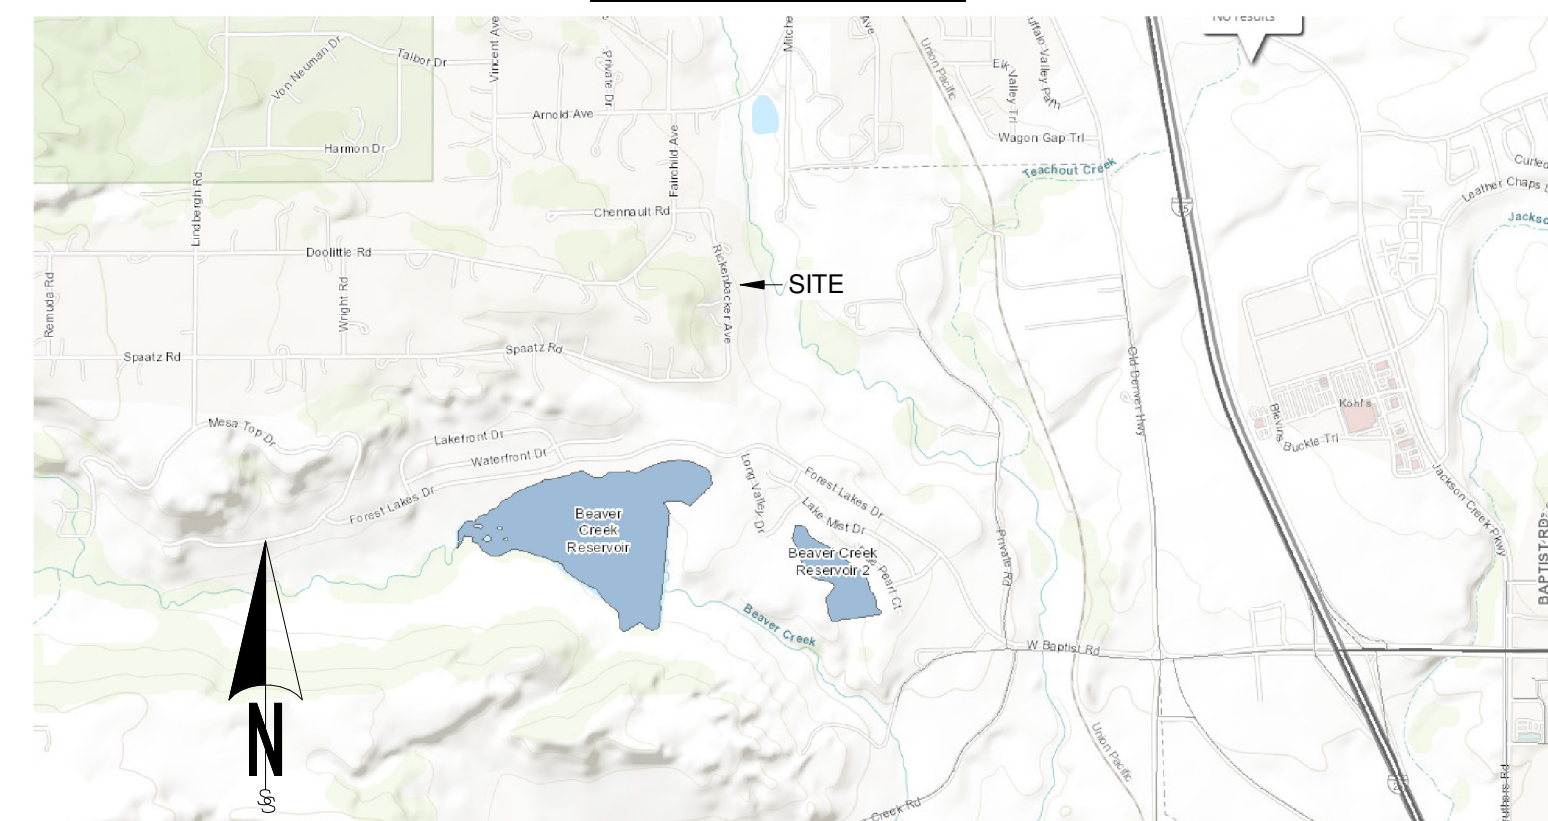 No results
Vincent Ave
Private Dr
Mitche
Ave
Union Pacific
Buffalo Valley Path
Elk Valley Trl
Von Neuman Dr
Talbot Dr
Arnold Ave
Wagon Gap Trl
Harmon Dr
Fairchild Ave
Teachout Creek
Curled
Leather Chaps D
Lindbergh Rd
Chennault Rd
Jackso
Doolittle Rd
Rickenbacker Ave
SITE
Remuda Rd
Wright Rd
Spaatz Rd
Spaatz Rd
Old Denver Hwy
Kohl's
Blevins
Buckle Trl
Mesa Top Dr
Lakefront Dr
Waterfront Dr
Long Valley Dr
Forest Lakes Dr
Forest Lakes Dr
Lake Mist Dr
Jackson Creek Pkwy
Beaver
Creek
Reservoir
Beaver Creek
Reservoir 2
Pearl Ct
Private Rd
BAPTIST RD
Beaver Creek
W Baptist Rd
N
Union Pacific
Creek Rd
ruthers Rd